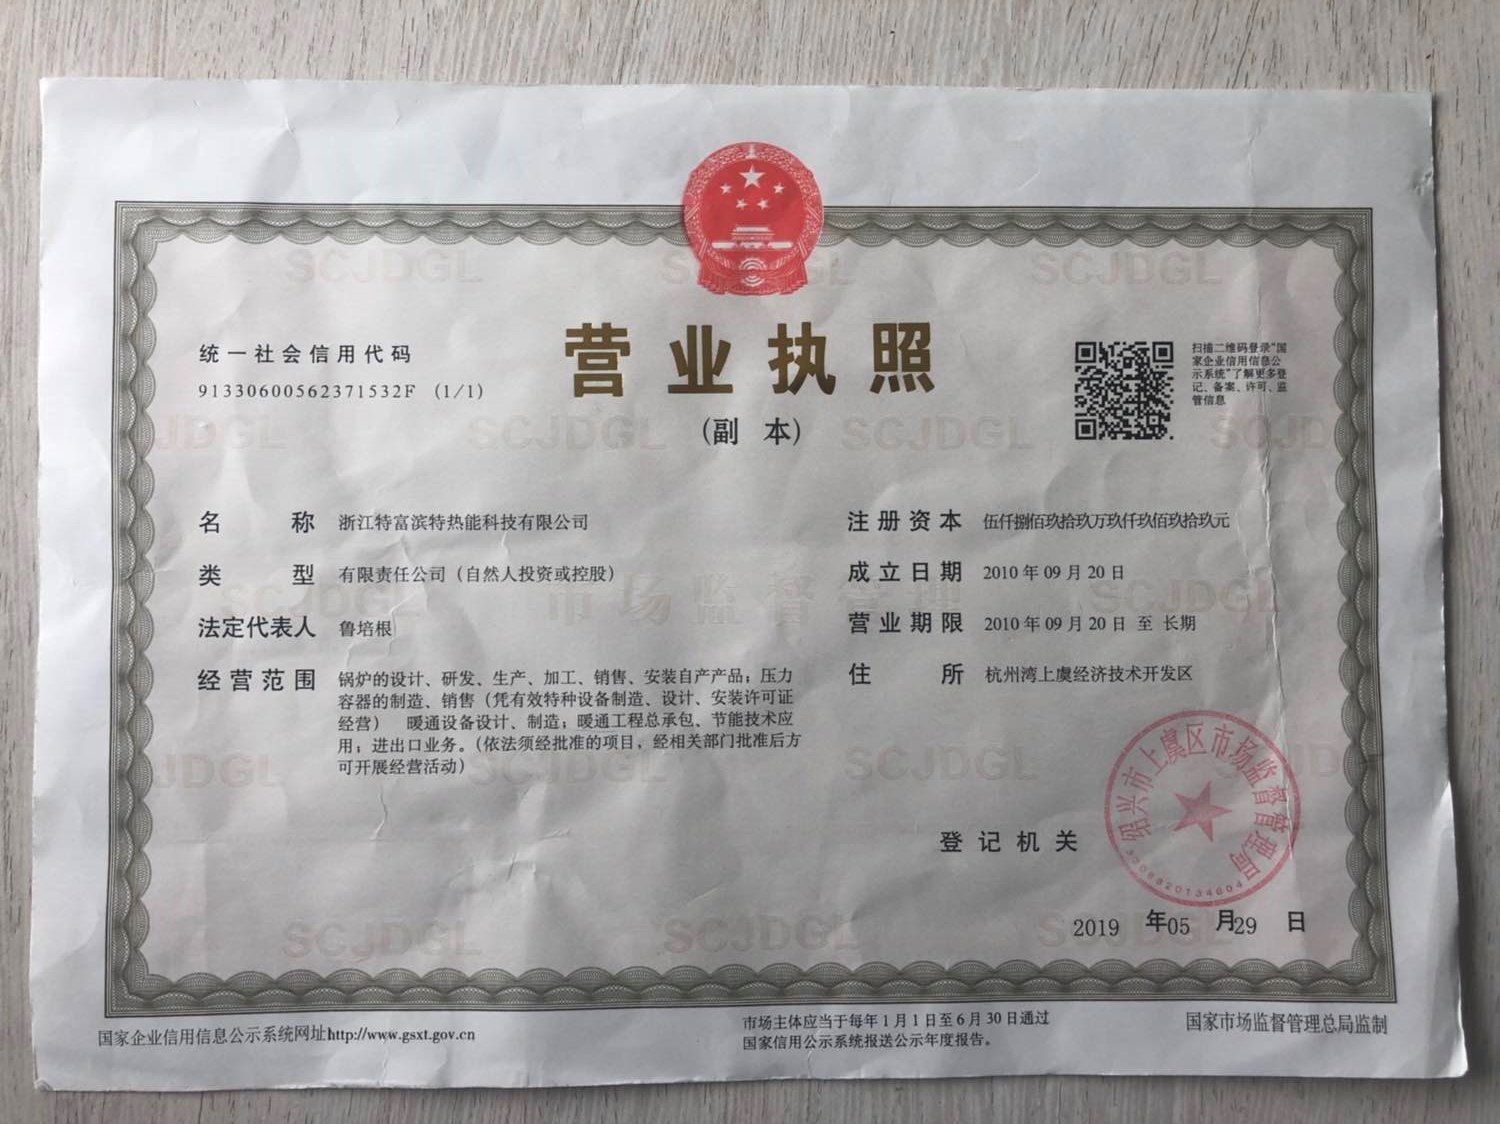 营业执照
(副 本)
统一社会信用代码
91330600562371532F (1/1)
扫描二维码登录“国
家企业信用信息公
示系统”了解更多登
记、备案、许可、监
管信息
名 称 浙江特富滨特热能科技有限公司
类 型 有限责任公司（自然人投资或控股）
法定代表人 鲁培根
经营范围 锅炉的设计、研发、生产、加工、销售、安装自产产品；压力
容器的制造、销售（凭有效特种设备制造、设计、安装许可证
经营） 暖通设备设计、制造；暖通工程总承包、节能技术应
用；进出口业务。（依法须经批准的项目，经相关部门批准后方
可开展经营活动）
注册资本 伍仟捌佰玖拾玖万玖仟玖佰玖拾玖元
成立日期 2010年09月20日
营业期限 2010年09月20日 至 长期
住 所 杭州湾上虞经济技术开发区
登记机关
绍兴市上虞区市场监督管理局
2019 年05 月29 日
国家企业信用信息公示系统网址http://www.gsxt.gov.cn
市场主体应当于每年1月1日至6月30日通过
国家信用公示系统报送公示年度报告。
国家市场监督管理总局监制
SCJDGL
市场监督管理